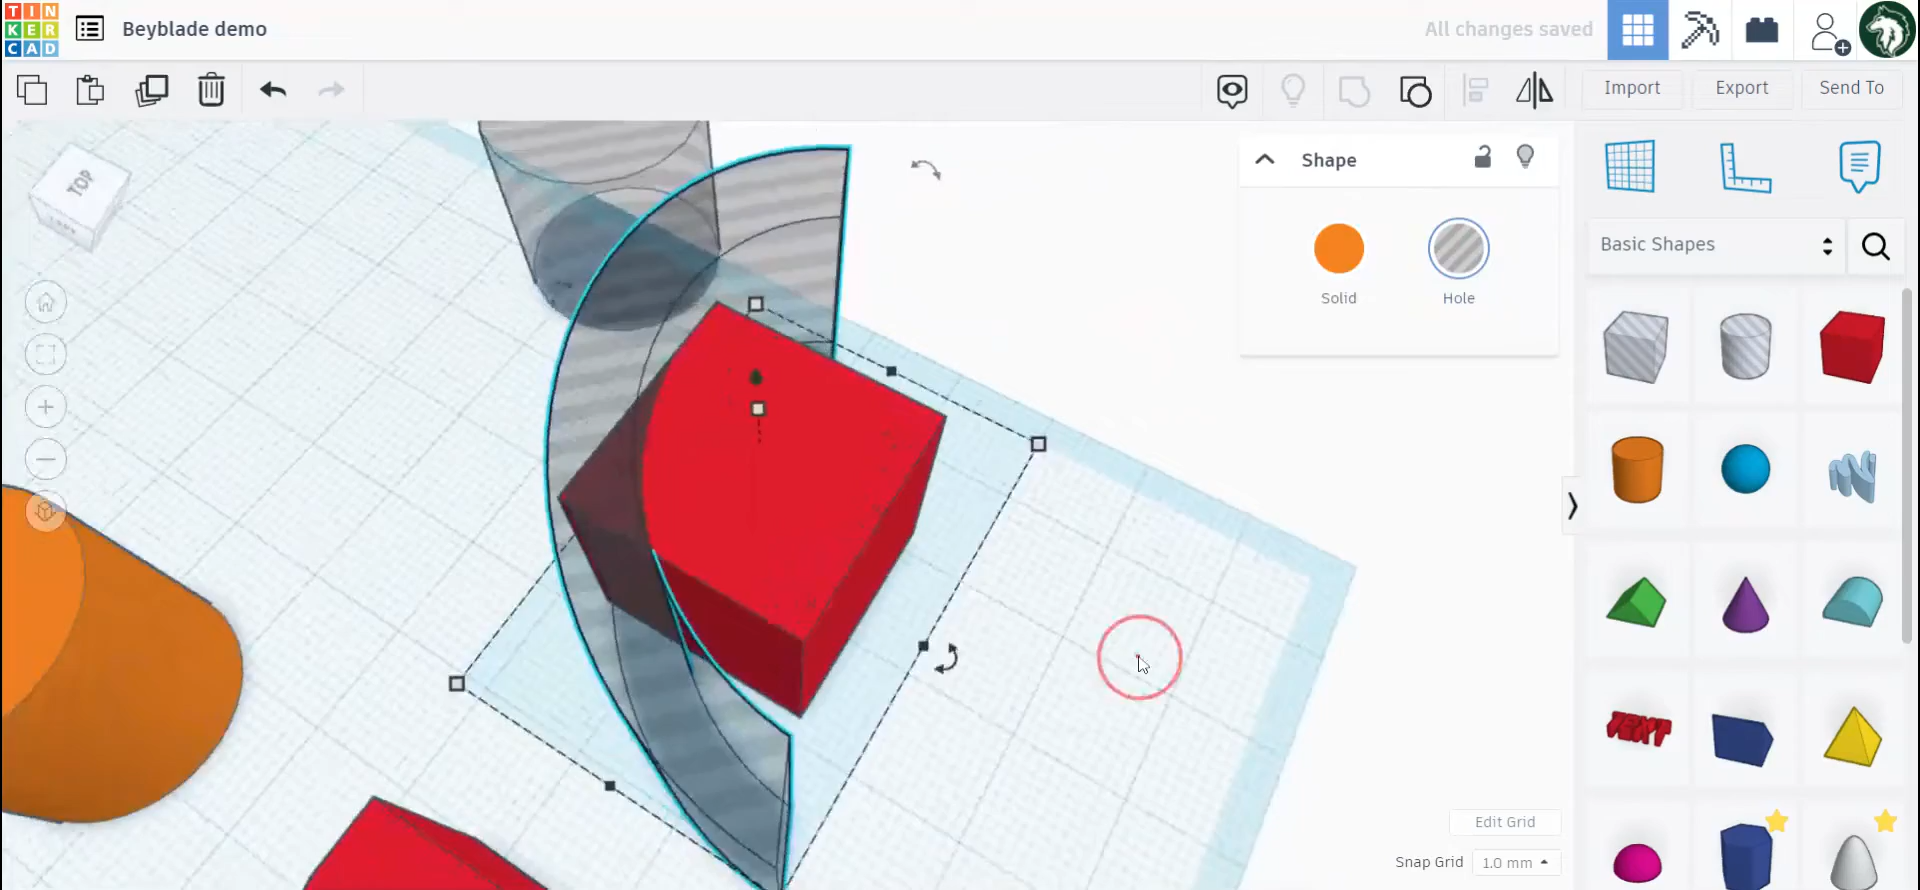 TIN
KER
CAD
Beyblade demo
All changes saved
Import
Export
Send To
TOP
Shape
Solid
Hole
Basic Shapes
TEXT
Edit Grid
Snap Grid
1.0 mm